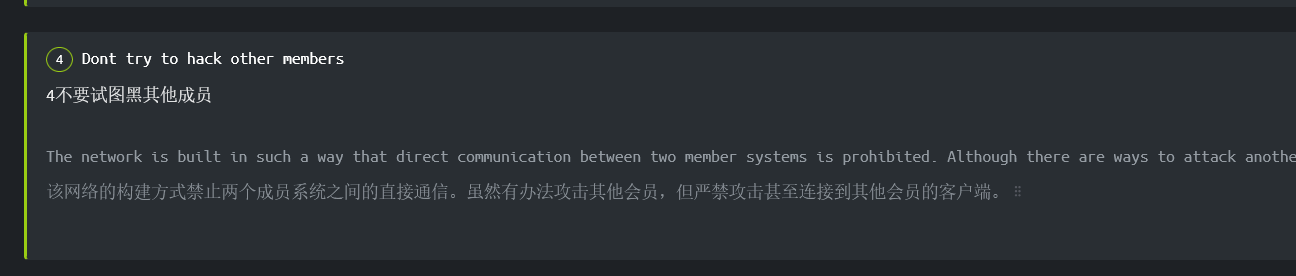 4 Dont try to hack other members
4不要试图黑其他成员
The network is built in such a way that direct communication between two member systems is prohibited. Although there are ways to attack anothe
该网络的构建方式禁止两个成员系统之间的直接通信。虽然有办法攻击其他会员，但严禁攻击甚至连接到其他会员的客户端。